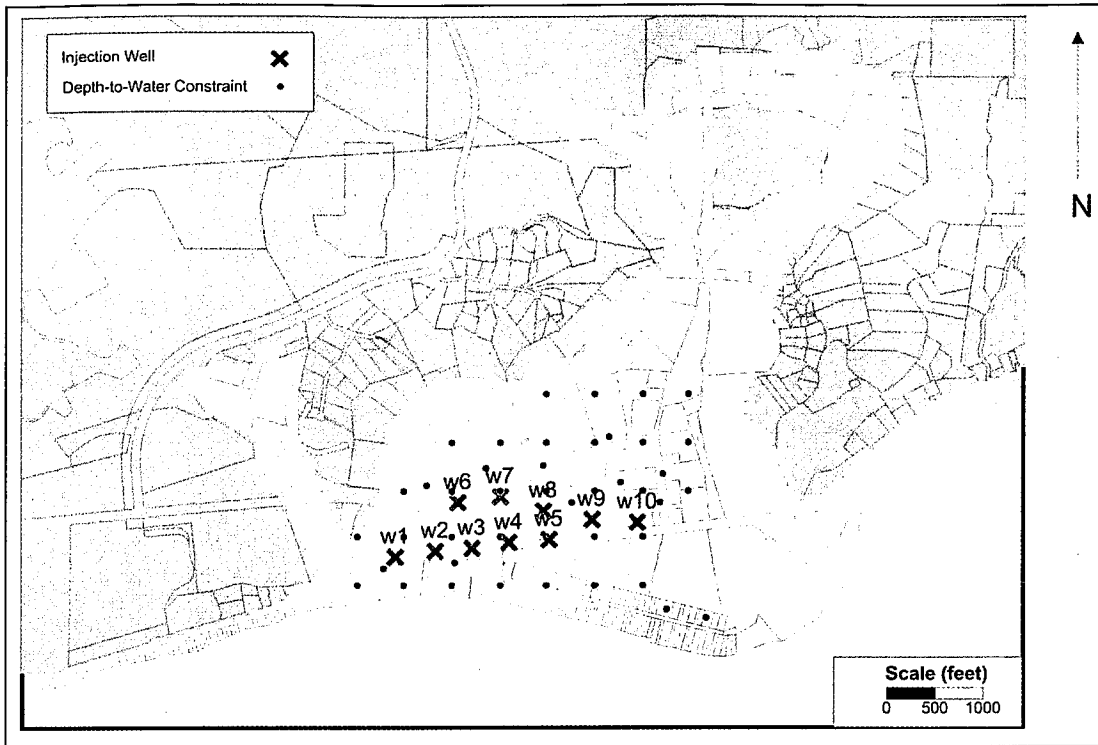 Injection Well
Depth-to-Water Constraint
N
w6 w7 w8 w9 w10
w1 w2 w3 w4 w5
Scale (feet)
0 500 1000